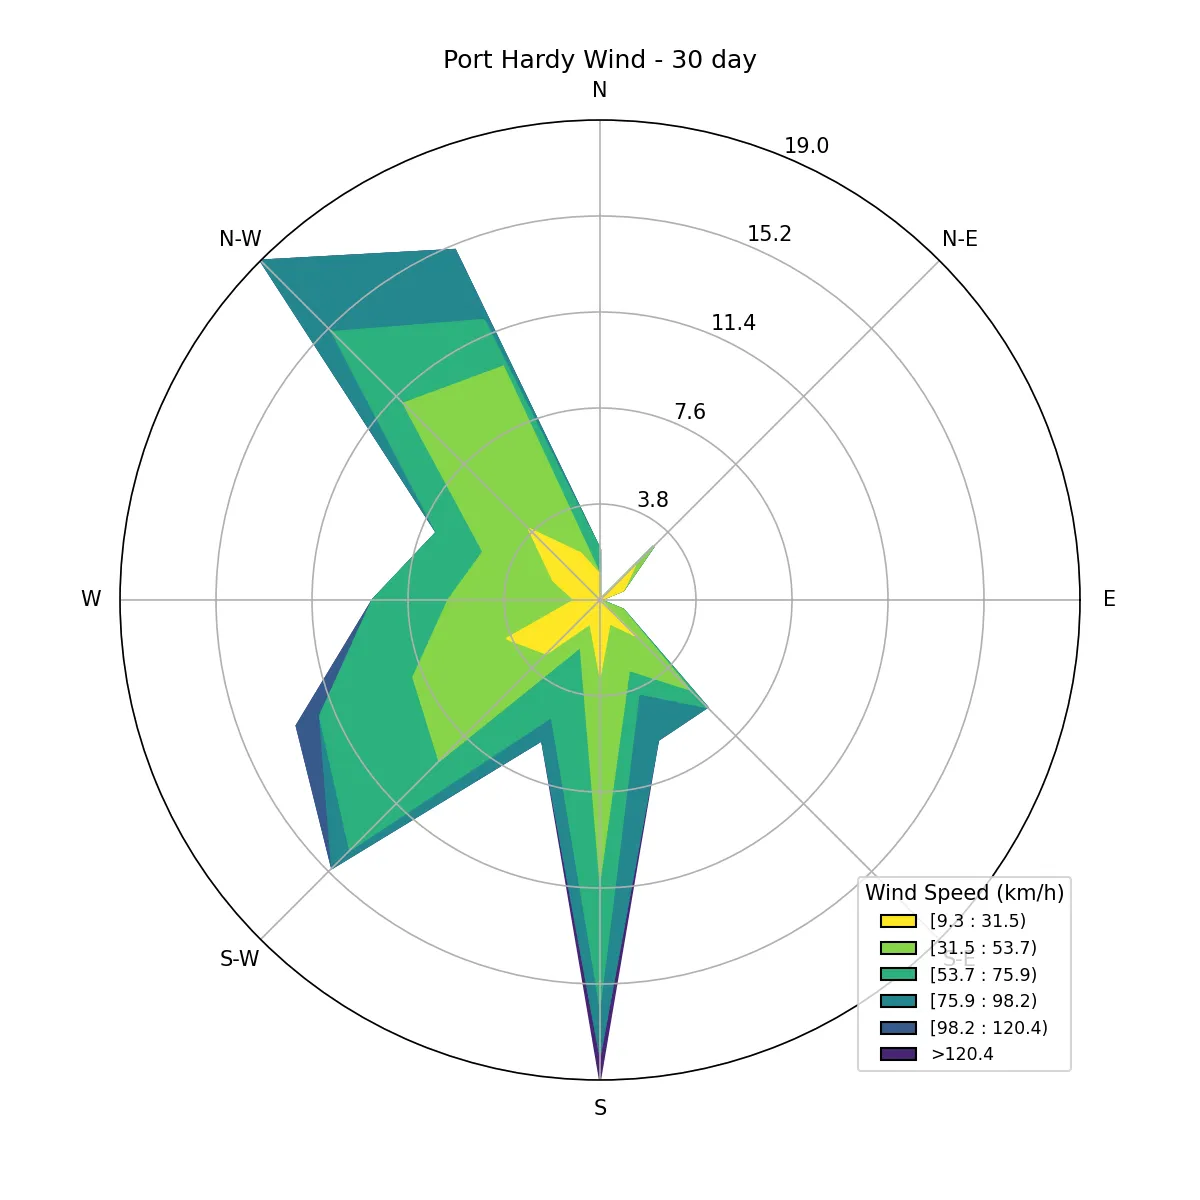 Port Hardy Wind - 30 day
N
19.0
N-W
15.2
N-E
11.4
7.6
3.8
W
E
S-W
S-E
S
Wind Speed (km/h)
[9.3 : 31.5)
[31.5 : 53.7)
[53.7 : 75.9)
[75.9 : 98.2)
[98.2 : 120.4)
>120.4